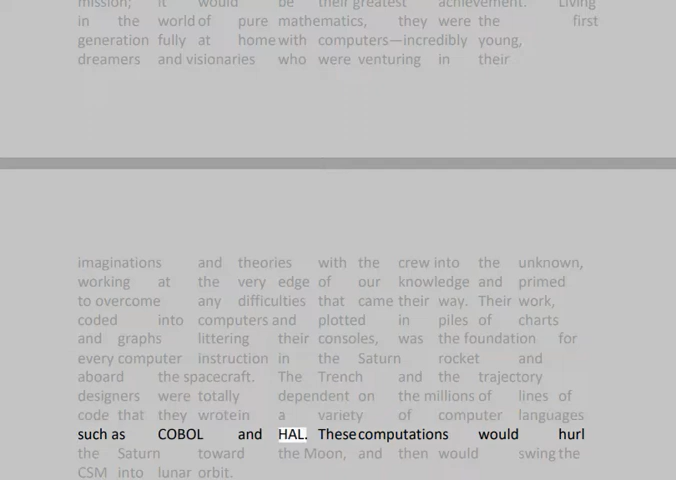 mission; it would be their greatest achievement. Living
in the world of pure mathematics, they were the first
generation fully at home with computers—incredibly young,
dreamers and visionaries who were venturing in their
imaginations and theories with the crew into the unknown,
working at the very edge of our knowledge and primed
to overcome any difficulties that came their way. Their work,
coded into computers and plotted in piles of charts
and graphs littering their consoles, was the foundation for
every computer instruction in the Saturn rocket and
aboard the spacecraft. The Trench and the trajectory
designers were totally dependent on the millions of lines of
code that they wrote in a variety of computer languages
such as COBOL and HAL. These computations would hurl
the Saturn toward the Moon, and then would swing the
CSM into lunar orbit.